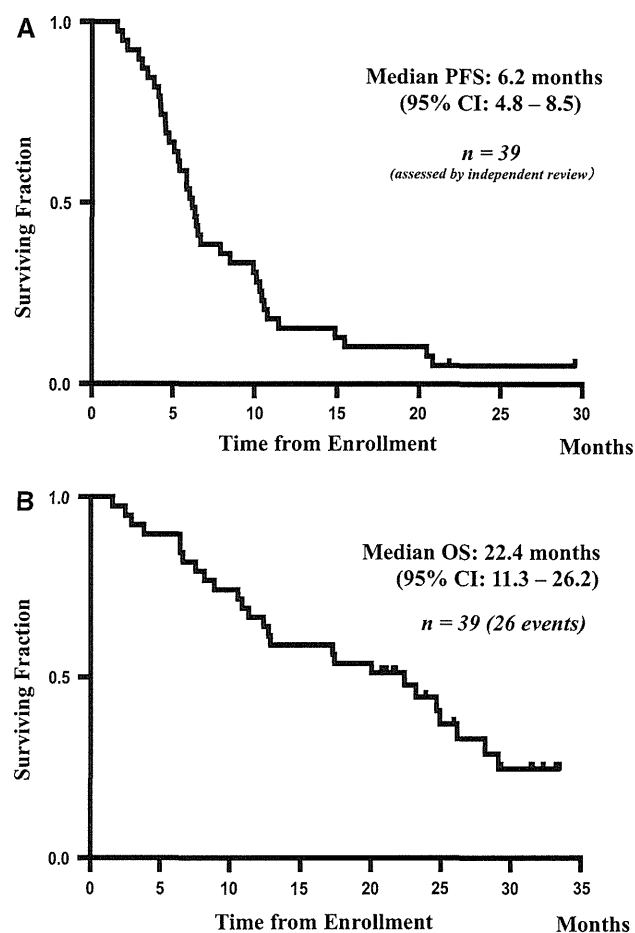 A
1.0
Median PFS: 6.2 months
(95% CI: 4.8 – 8.5)
n = 39
(assessed by independent review)
0.5
Surviving Fraction
0.0
0 5 10 15 20 25 30
Time from Enrollment
Months
B
1.0
Median OS: 22.4 months
(95% CI: 11.3 – 26.2)
n = 39 (26 events)
0.5
Surviving Fraction
0.0
0 5 10 15 20 25 30 35
Time from Enrollment
Months